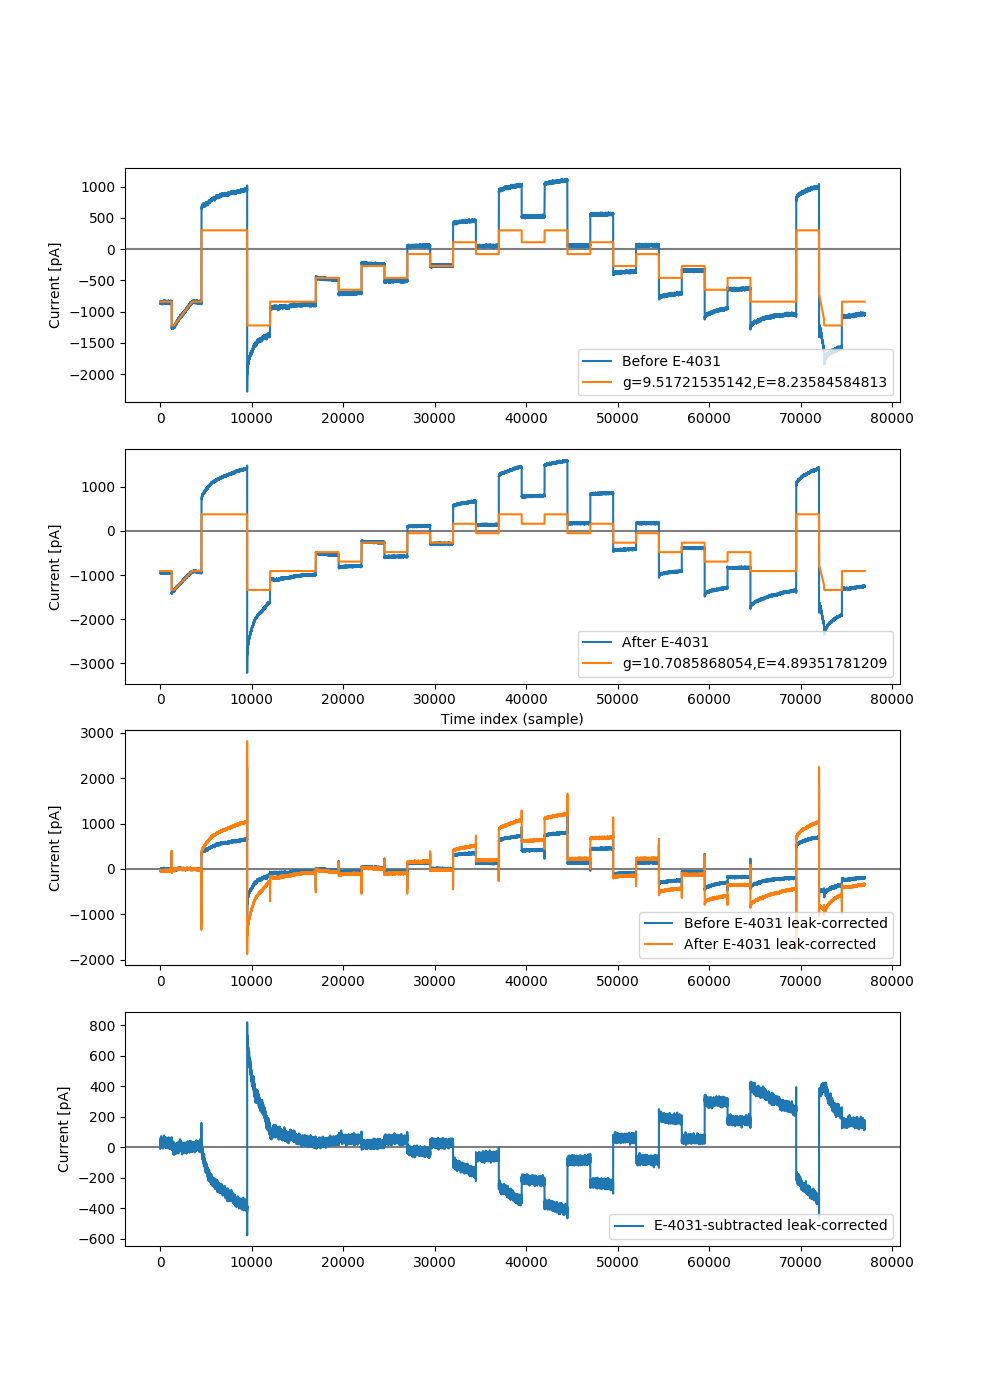 1000
500
0
−500
−1000
−1500
−2000
Current [pA]
Before E-4031
g=9.51721535142,E=8.23584584813
0 10000 20000 30000 40000 50000 60000 70000 80000
1000
0
−1000
−2000
−3000
Current [pA]
After E-4031
g=10.7085868054,E=4.89351781209
0 10000 20000 30000 40000 50000 60000 70000 80000
Time index (sample)
3000
2000
1000
0
−1000
−2000
Current [pA]
Before E-4031 leak-corrected
After E-4031 leak-corrected
0 10000 20000 30000 40000 50000 60000 70000 80000
800
600
400
200
0
−200
−400
−600
Current [pA]
E-4031-subtracted leak-corrected
0 10000 20000 30000 40000 50000 60000 70000 80000